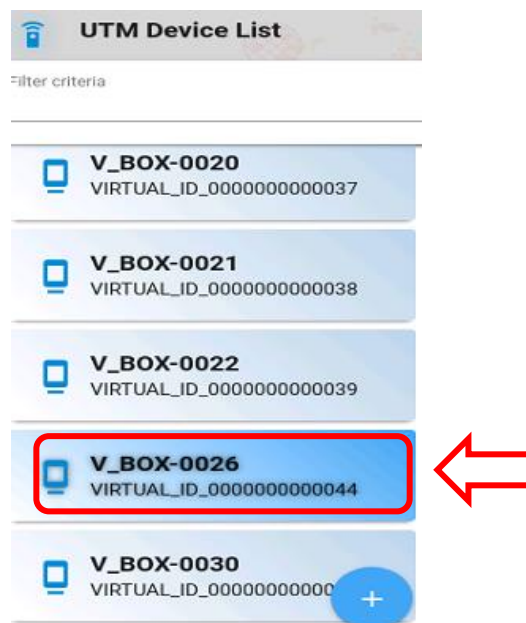 UTM Device List
Filter criteria
V_BOX-0020
VIRTUAL_ID_0000000000037
V_BOX-0021
VIRTUAL_ID_0000000000038
V_BOX-0022
VIRTUAL_ID_0000000000039
V_BOX-0026
VIRTUAL_ID_0000000000044
V_BOX-0030
+